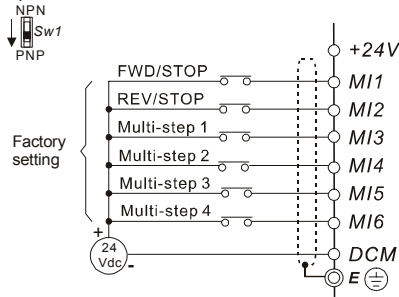 NPN
Sw1
PNP
+24V
FWD/STOP
MI1
REV/STOP
MI2
Multi-step 1
MI3
Factory
setting
Multi-step 2
MI4
Multi-step 3
MI5
Multi-step 4
MI6
+
24
Vdc
-
DCM
E